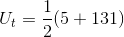 U_t = \frac{1}{2}(5 + 131)